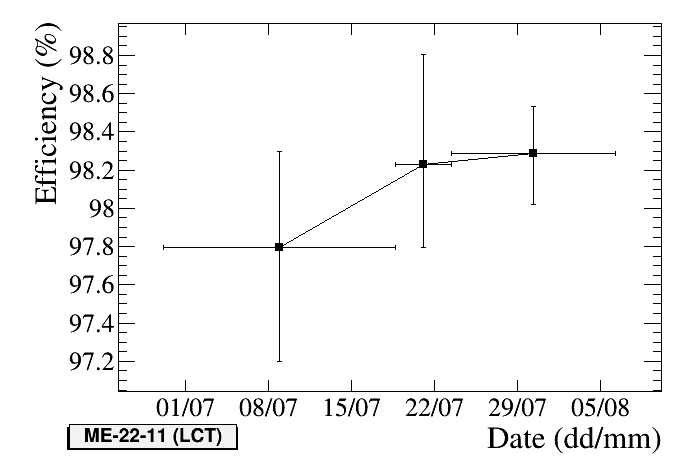 Efficiency (%)
98.8
98.6
98.4
98.2
98
97.8
97.6
97.4
97.2
01/07 08/07 15/07 22/07 29/07 05/08
Date (dd/mm)
ME-22-11 (LCT)